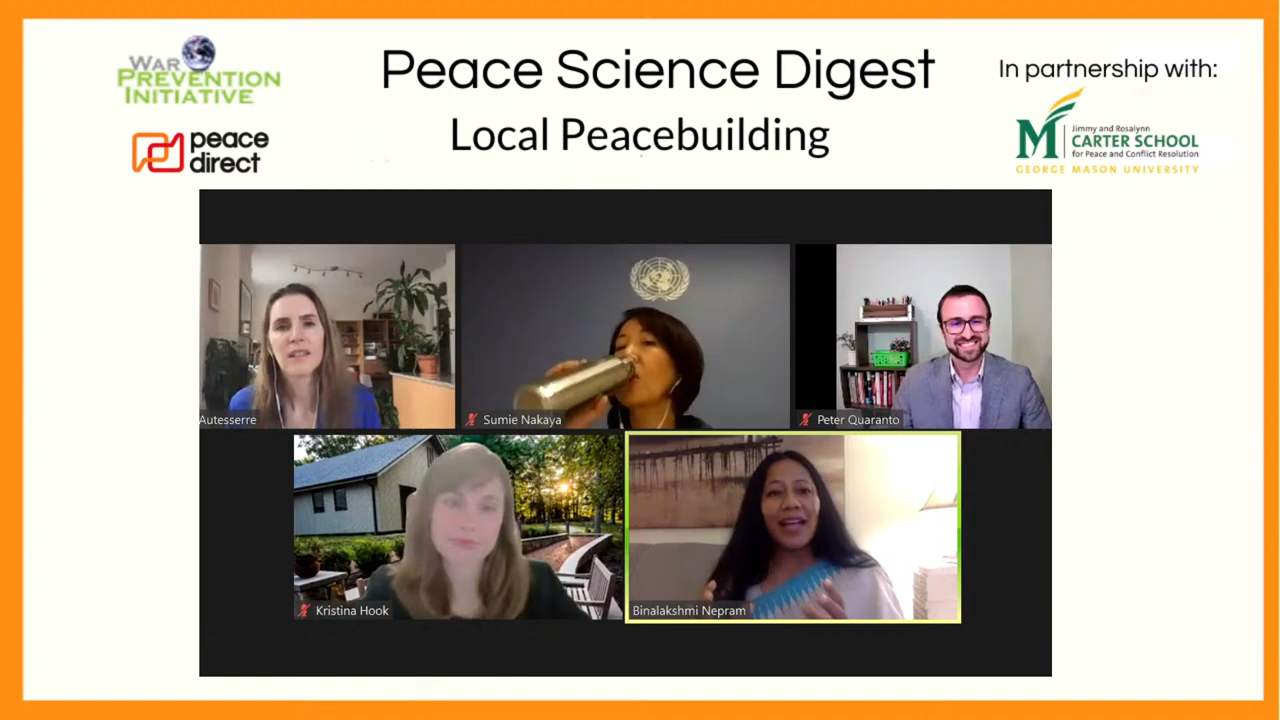 WAR
PREVENTION
INITIATIVE
peace
direct
Peace Science Digest
Local Peacebuilding
In partnership with:
M
Jimmy and Rosalynn
CARTER SCHOOL
for Peace and Conflict Resolution
GEORGE MASON UNIVERSITY
Autesserre
Sumie Nakaya
Peter Quaranto
Kristina Hook
Binalakshmi Nepram